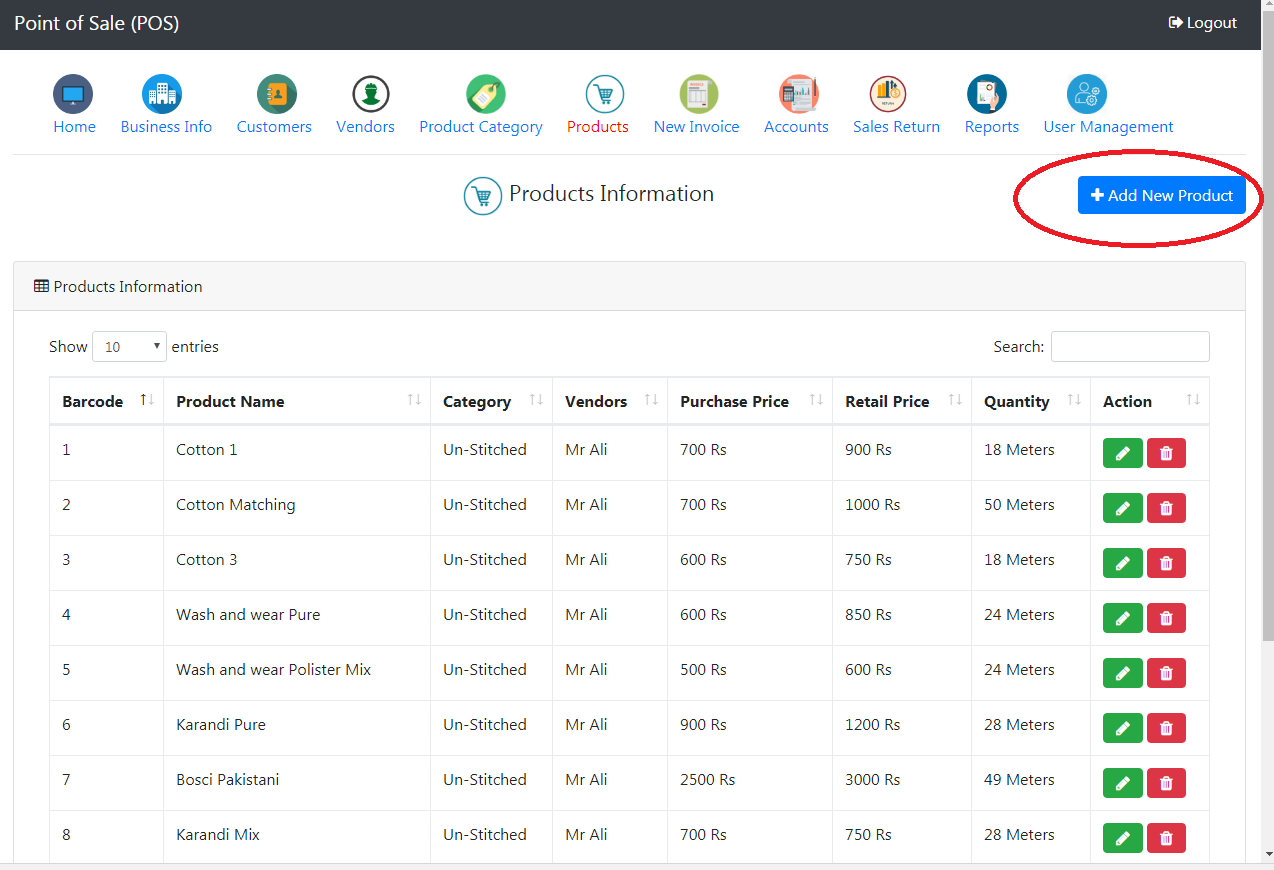 Point of Sale (POS) Logout
Home Business Info Customers Vendors Product Category Products New Invoice Accounts Sales Return Reports User Management
Products Information Add New Product
Products Information
Show 10 entries Search:
Barcode Product Name Category Vendors Purchase Price Retail Price Quantity Action
1 Cotton 1 Un-Stitched Mr Ali 700 Rs 900 Rs 18 Meters
2 Cotton Matching Un-Stitched Mr Ali 700 Rs 1000 Rs 50 Meters
3 Cotton 3 Un-Stitched Mr Ali 600 Rs 750 Rs 18 Meters
4 Wash and wear Pure Un-Stitched Mr Ali 600 Rs 850 Rs 24 Meters
5 Wash and wear Polister Mix Un-Stitched Mr Ali 500 Rs 600 Rs 24 Meters
6 Karandi Pure Un-Stitched Mr Ali 900 Rs 1200 Rs 28 Meters
7 Bosci Pakistani Un-Stitched Mr Ali 2500 Rs 3000 Rs 49 Meters
8 Karandi Mix Un-Stitched Mr Ali 700 Rs 750 Rs 28 Meters